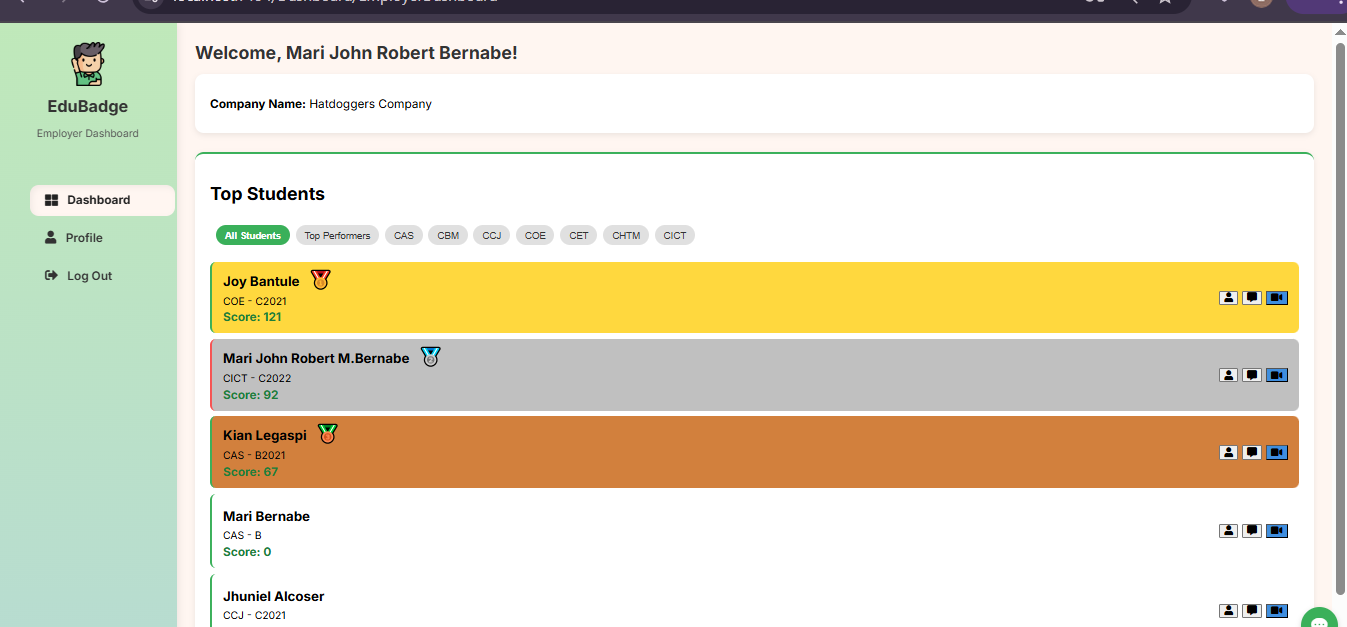 Welcome, Mari John Robert Bernabe!
EduBadge
Employer Dashboard
Dashboard
Profile
Log Out
Company Name: Hatdoggers Company
Top Students
All Students Top Performers CAS CBM CCJ COE CET CHTM CICT
Joy Bantule
COE - C2021
Score: 121
Mari John Robert M.Bernabe
CICT - C2022
Score: 92
Kian Legaspi
CAS - B2021
Score: 67
Mari Bernabe
CAS - B
Score: 0
Jhuniel Alcoser
CCJ - C2021